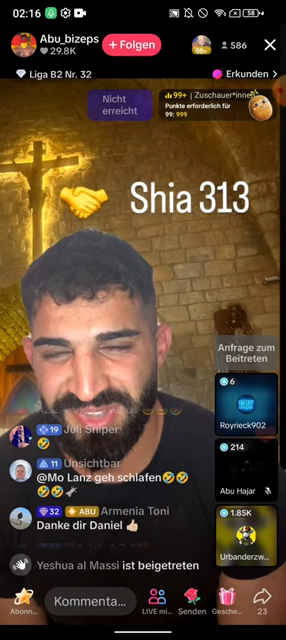 02:16
58
Abu_bizeps
29.8K
+ Folgen
586
Liga B2 Nr. 32
Erkunden >
Nicht
erreicht
99+ | Zuschauer*innen
Punkte erforderlich für
99: 999
Shia 313
Anfrage zum
Beitreten
6
Royrieck902
214
Abu Hajar
1.85K
Urbanderzw...
19 Juli Sniper
11 Unsichtbar
@Mo Lanz geh schlafen🤣🤣
🤣🤣
32 ABU Armenia Toni
Danke dir Daniel 👍🏻
Yeshua al Massi ist beigetreten
Abonn...
Kommenta...
LIVE mi...
Senden
Gesche...
23